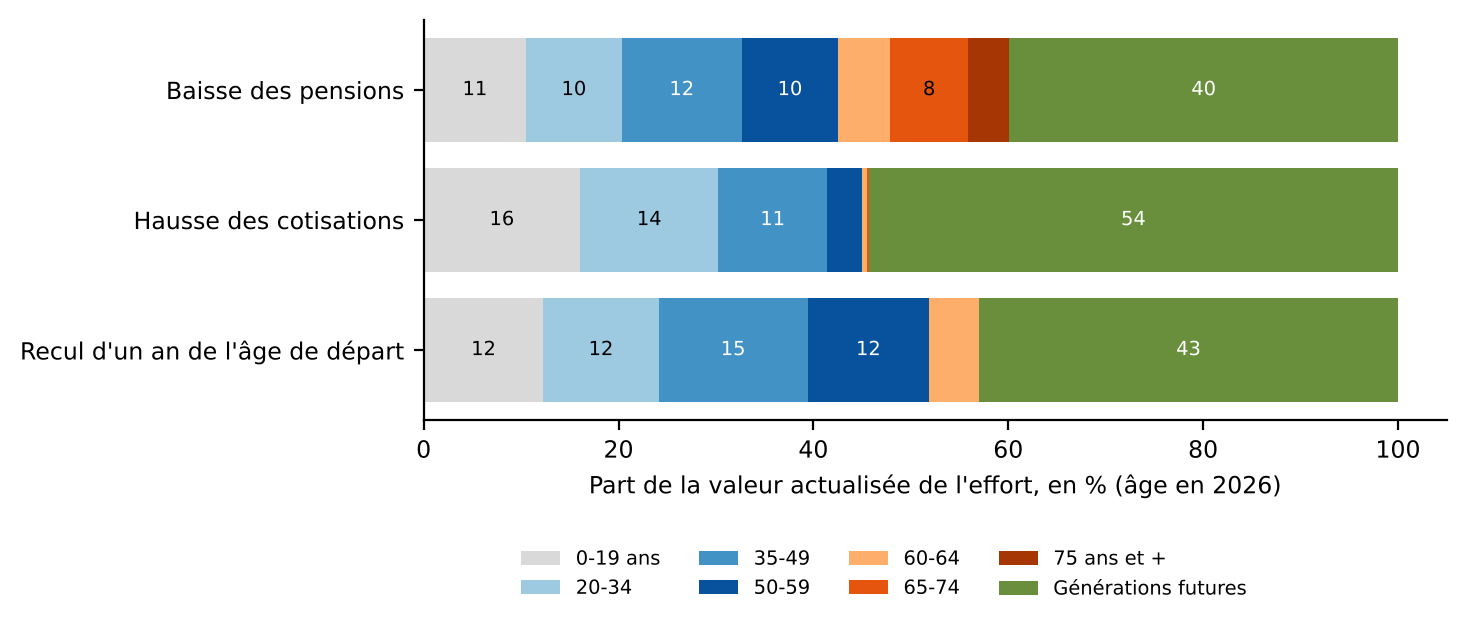 Baisse des pensions
11 10 12 10 8 40
Hausse des cotisations
16 14 11 54
Recul d'un an de l'âge de départ
12 12 15 12 43
0 20 40 60 80 100
Part de la valeur actualisée de l'effort, en % (âge en 2026)
0-19 ans 35-49 60-64 75 ans et +
20-34 50-59 65-74 Générations futures